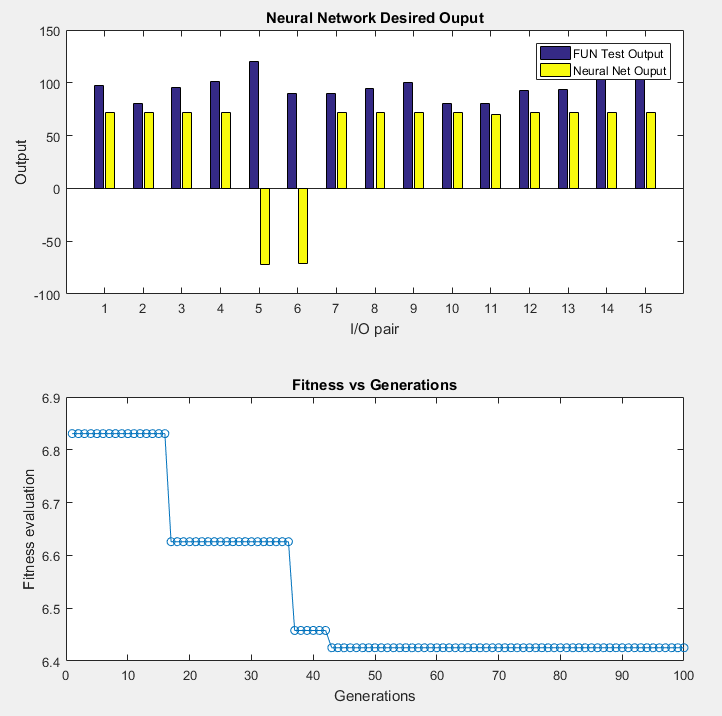 Neural Network Desired Ouput
150
100
50
0
-50
-100
Output
FUN Test Output
Neural Net Ouput
1 2 3 4 5 6 7 8 9 10 11 12 13 14 15
I/O pair
Fitness vs Generations
6.9
6.8
6.7
6.6
6.5
6.4
Fitness evaluation
0 10 20 30 40 50 60 70 80 90 100
Generations